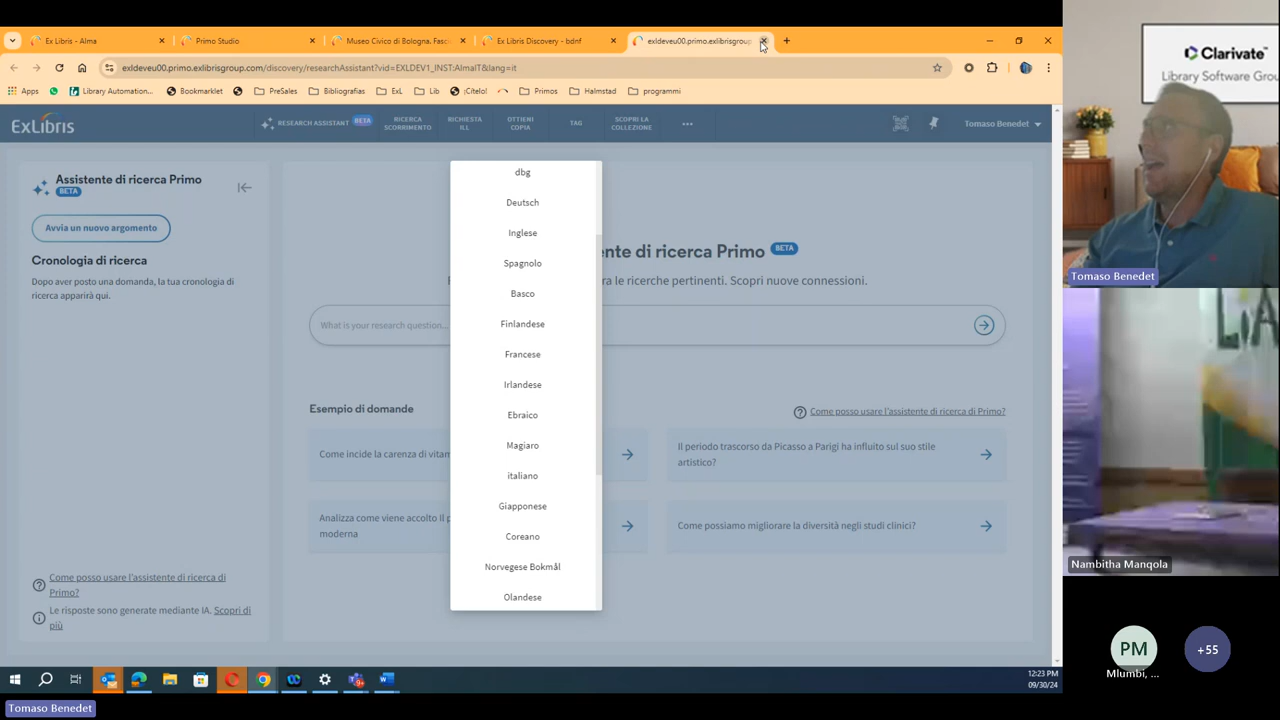 Ex Libris - Alma
Primo Studio
Museo Civico di Bologna. Fasci
Ex Libris Discovery - bdnf
exldeveu00.primo.exlibrisgroup
exldeveu00.primo.exlibrisgroup.com/discovery/researchAssistant?vid=EXLDEV1_INST:AlmaIT&lang=it
Apps
Library Automation...
Bookmarklet
PreSales
Bibliografias
ExL
Lib
¡Cítelo!
Primos
Halmstad
programmi
ExLibris
RESEARCH ASSISTANT BETA
RICERCA
SCORRIMENTO
RICHIESTA
ILL
OTTIENI
COPIA
TAG
SCOPRI LA
COLLEZIONE
Tomaso Benedet
Assistente di ricerca Primo
BETA
Avvia un nuovo argomento
Cronologia di ricerca
Dopo aver posto una domanda, la tua cronologia di
ricerca apparirà qui.
Come posso usare l'assistente di ricerca di
Primo?
Le risposte sono generate mediante IA. Scopri di
più
dbg
Deutsch
Inglese
Spagnolo
Basco
Finlandese
Francese
Irlandese
Ebraico
Magiaro
italiano
Giapponese
Coreano
Norvegese Bokmål
Olandese
nte di ricerca Primo BETA
ra le ricerche pertinenti. Scopri nuove connessioni.
What is your research question...
Esempio di domande
Come posso usare l'assistente di ricerca di Primo?
Come incide la carenza di vitam
Il periodo trascorso da Picasso a Parigi ha influito sul suo stile
artistico?
Analizza come viene accolto Il p
moderna
Come possiamo migliorare la diversità negli studi clinici?
12:23 PM
09/30/24
Tomaso Benedet
Clarivate
Library Software Grou
Tomaso Benedet
Nambitha Manqola
PM
Mlumbi, ...
+55